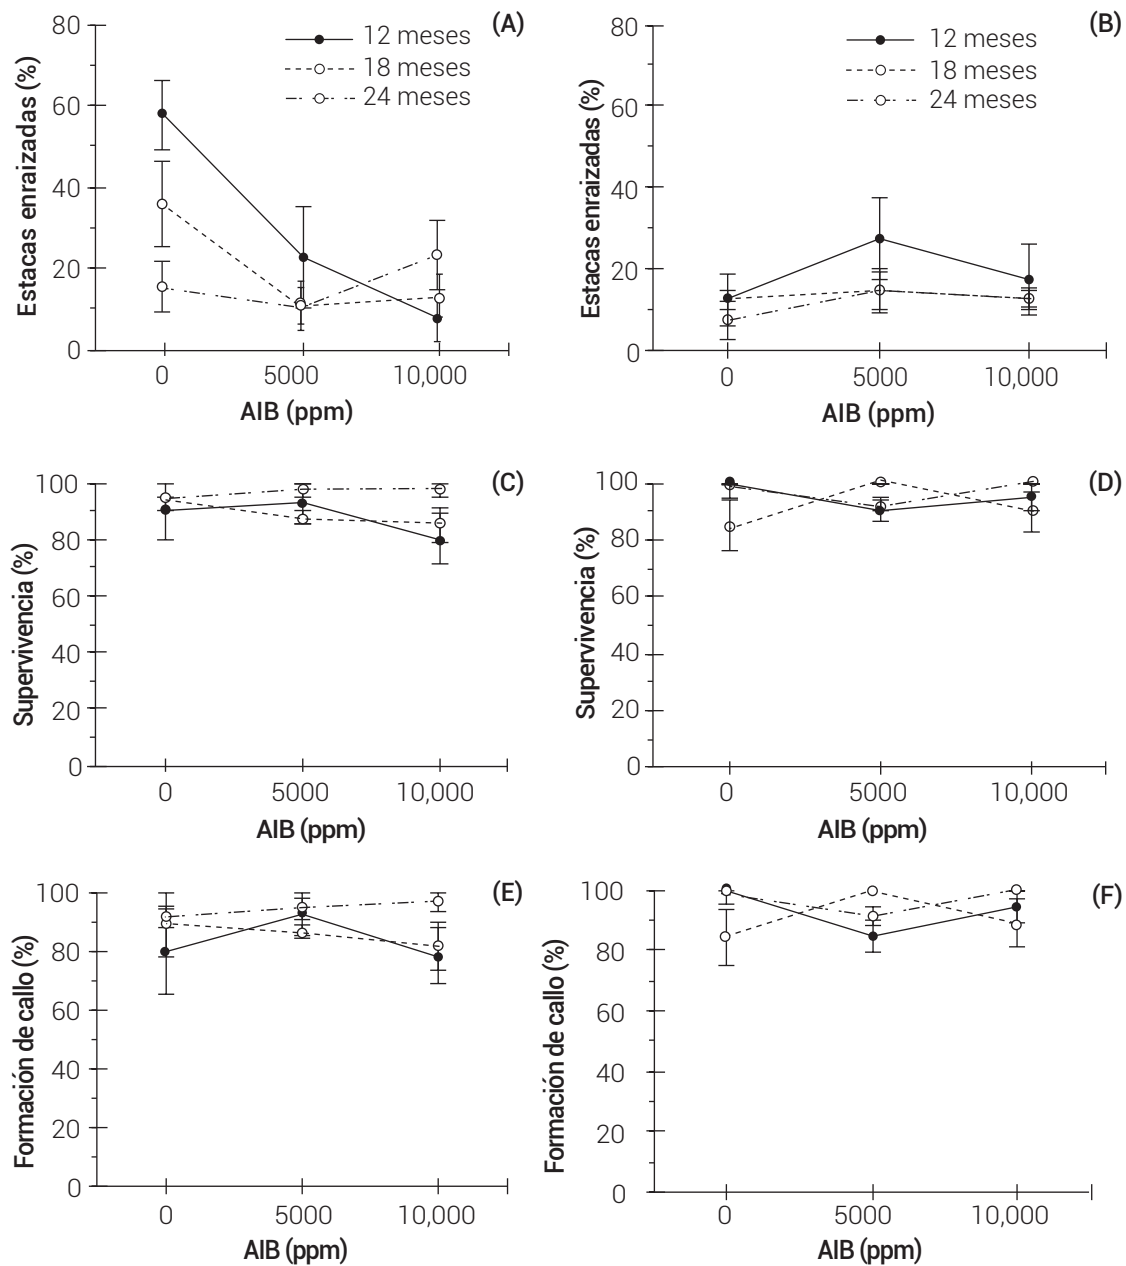 (A)
12 meses
18 meses
24 meses
Estacas enraizadas (%)
80
60
40
20
0
0 5000 10,000
AIB (ppm)
(B)
12 meses
18 meses
24 meses
Estacas enraizadas (%)
80
60
40
20
0
0 5000 10,000
AIB (ppm)
(C)
Supervivencia (%)
100
80
60
40
20
0
0 5000 10,000
AIB (ppm)
(D)
Supervivencia (%)
100
80
60
40
20
0
0 5000 10,000
AIB (ppm)
(E)
Formación de callo (%)
100
80
60
40
20
0
0 5000 10,000
AIB (ppm)
(F)
Formación de callo (%)
100
80
60
40
20
0
0 5000 10,000
AIB (ppm)